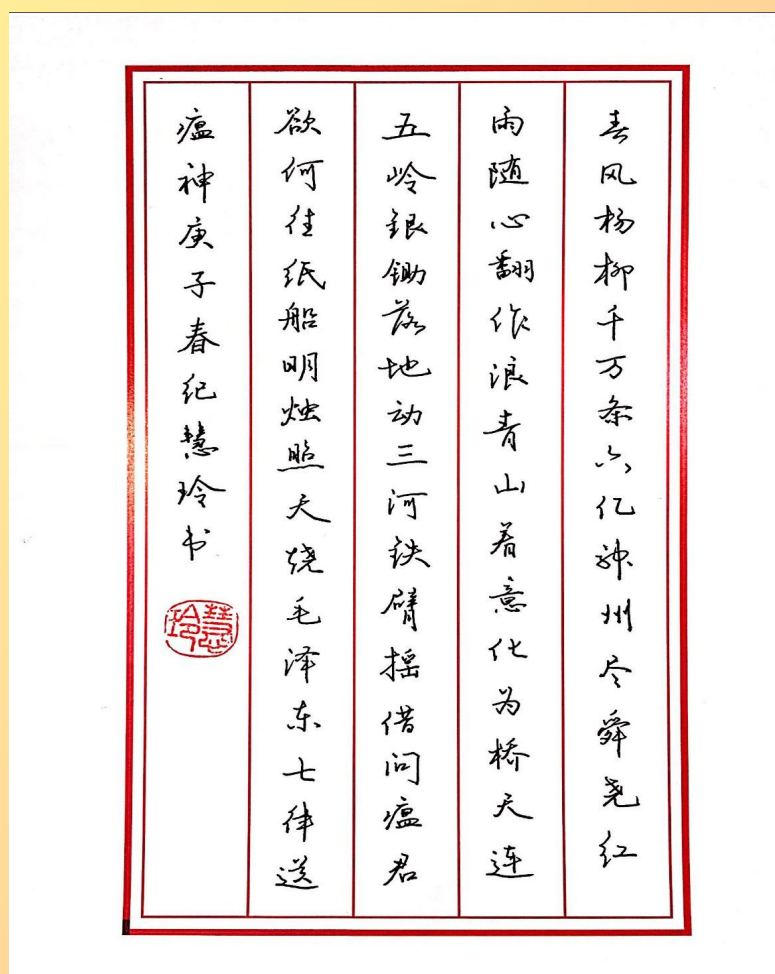 春风杨柳千万条六亿神州尽舜尧红
雨随心翻作浪青山着意化为桥天连
五岭银锄落地动三河铁臂摇借问瘟君
欲何往纸船明烛照天烧毛泽东七律送
瘟神庚子春纪慧玲书
慧玲